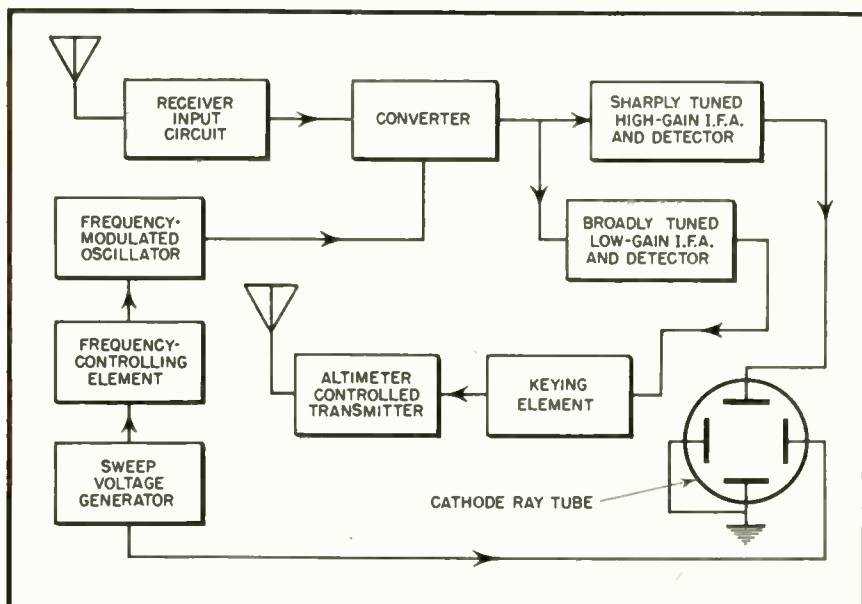 RECEIVER
INPUT
CIRCUIT
CONVERTER
SHARPLY TUNED
HIGH-GAIN I.F.A.
AND DETECTOR
FREQUENCY-
MODULATED
OSCILLATOR
BROADLY TUNED
LOW-GAIN I.F.A.
AND DETECTOR
FREQUENCY-
CONTROLLING
ELEMENT
ALTIMETER
CONTROLLED
TRANSMITTER
KEYING
ELEMENT
SWEEP
VOLTAGE
GENERATOR
CATHODE RAY TUBE